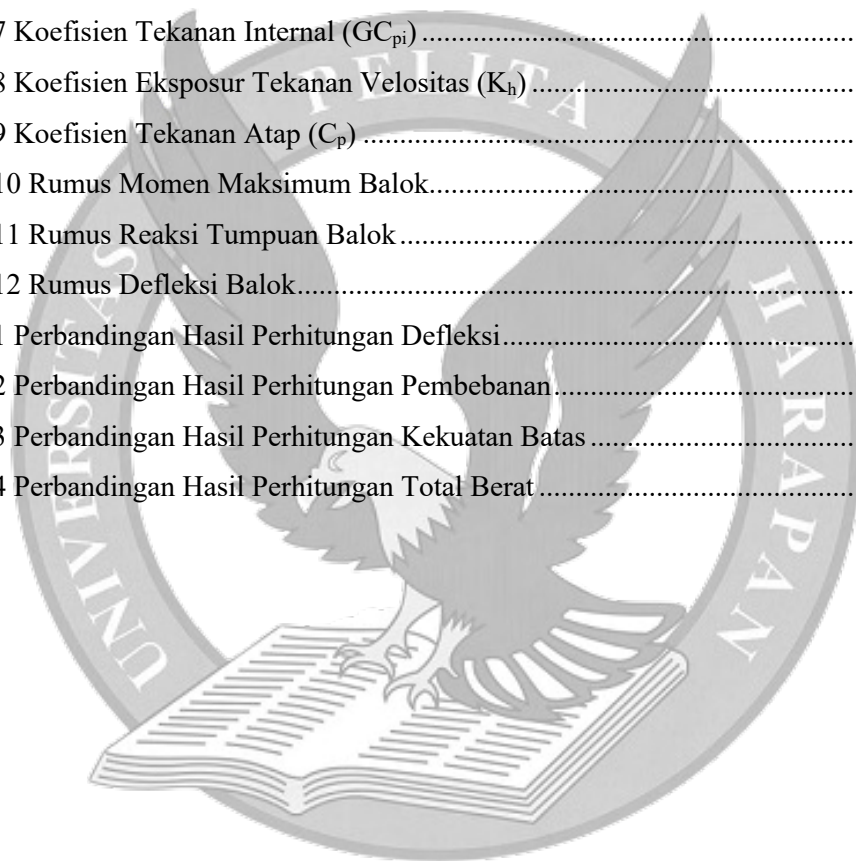 7 Koefisien Tekanan Internal (GCpi)..........................................................
8 Koefisien Eksposur Tekanan Velositas (Kh)..............................................
9 Koefisien Tekanan Atap (Cp)....................................................................
10 Rumus Momen Maksimum Balok...........................................................
11 Rumus Reaksi Tumpuan Balok...............................................................
12 Rumus Defleksi Balok............................................................................
1 Perbandingan Hasil Perhitungan Defleksi.................................................
2 Perbandingan Hasil Perhitungan Pembebanan..........................................
3 Perbandingan Hasil Perhitungan Kekuatan Batas.....................................
4 Perbandingan Hasil Perhitungan Total Berat............................................
UNIVERSITAS PELITA HARAPAN